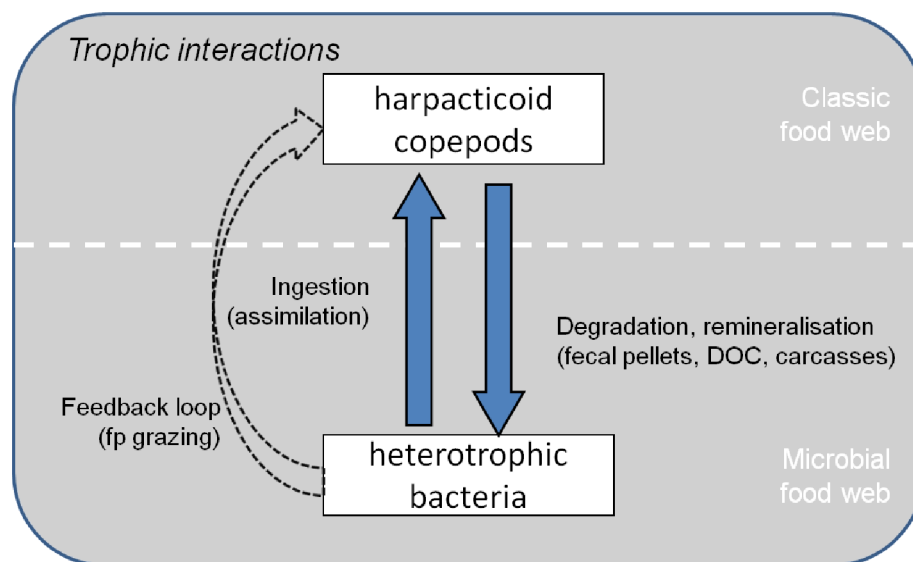 Trophic interactions
harpacticoid
copepods
Classic
food web
Ingestion
(assimilation)
Degradation, remineralisation
(fecal pellets, DOC, carcasses)
Feedback loop
(fp grazing)
heterotrophic
bacteria
Microbial
food web